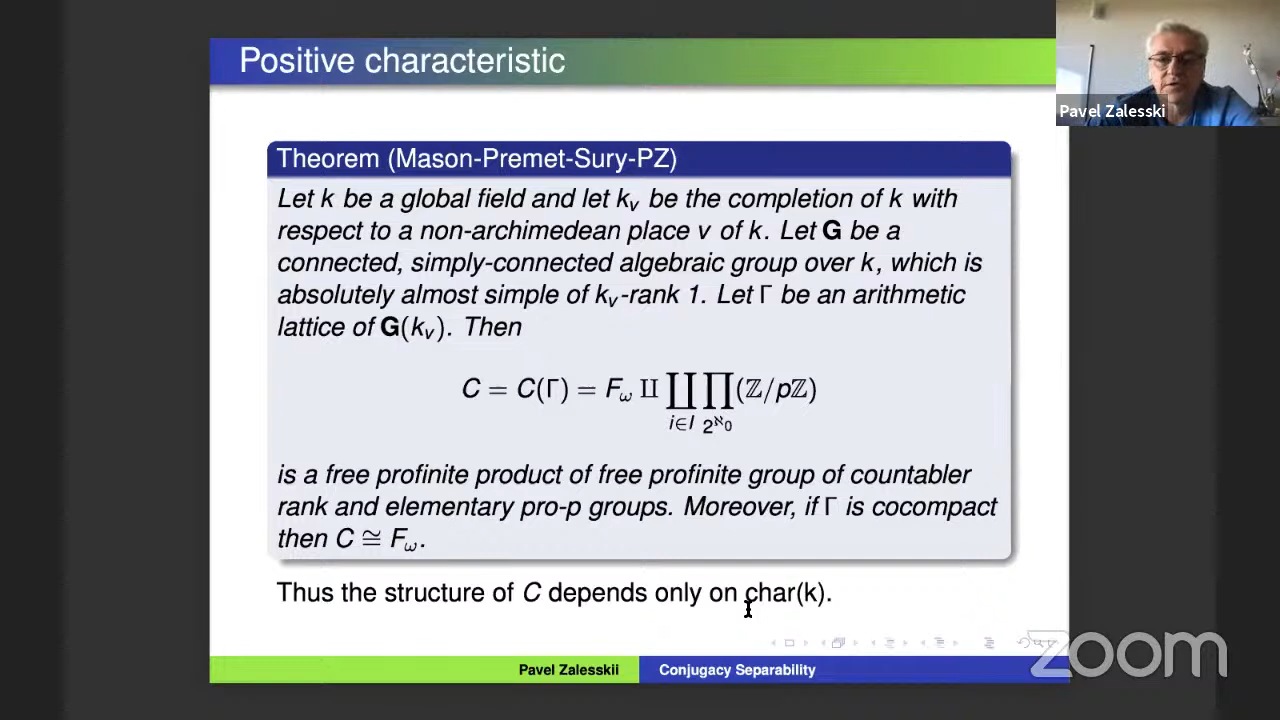 Positive characteristic
Pavel Zalesski
Theorem (Mason-Premet-Sury-PZ)
Let k be a global field and let k_v be the completion of k with
respect to a non-archimedean place v of k. Let G be a
connected, simply-connected algebraic group over k, which is
absolutely almost simple of k_v-rank 1. Let Γ be an arithmetic
lattice of G(k_v). Then
C = C(Γ) = F_ω ∐ ∐_{i∈I} ∏_{2^{ℵ_0}} (ℤ/pℤ)
is a free profinite product of free profinite group of countabler
rank and elementary pro-p groups. Moreover, if Γ is cocompact
then C ≅ F_ω.
Thus the structure of C depends only on char(k).
zoom
Pavel Zalesskii
Conjugacy Separability